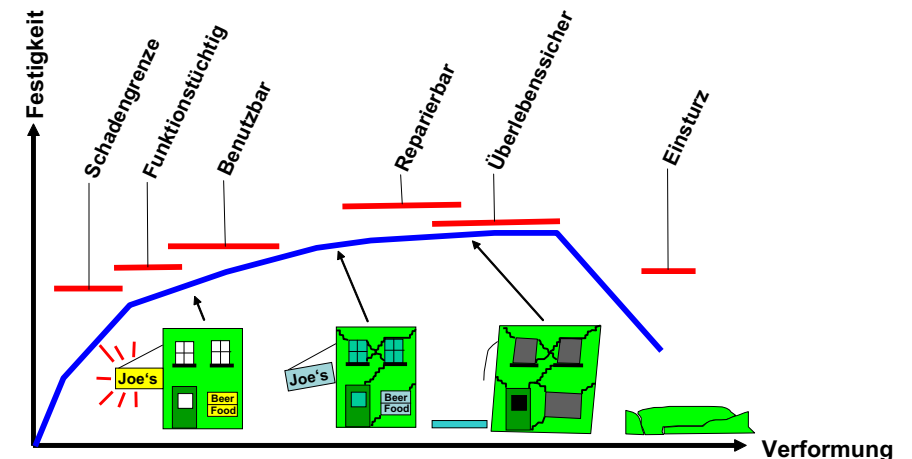 Festigkeit
Schadengrenze
Funktionstüchtig
Benutzbar
Reparierbar
Überlebenssicher
Einsturz
Joe's
Beer
Food
Joe's
Beer
Food
Verformung